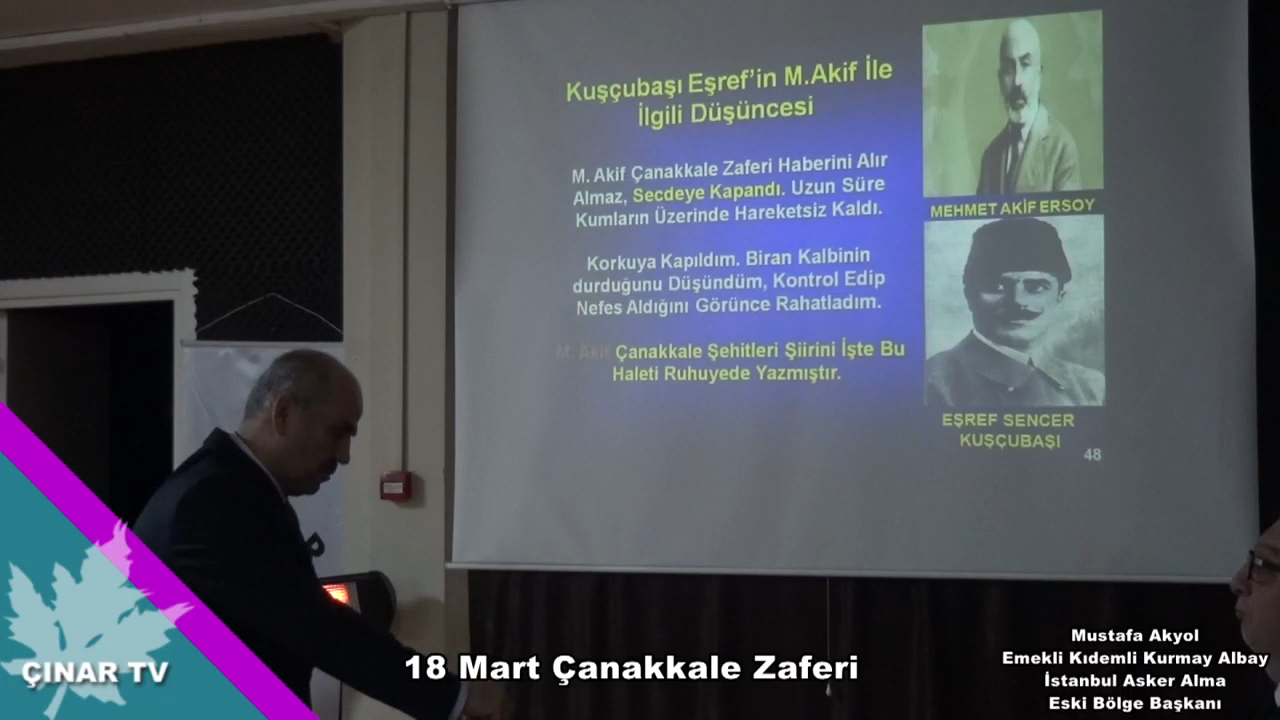 Kuşçubaşı Eşref'in M.Akif İle
İlgili Düşüncesi
M. Akif Çanakkale Zaferi Haberini Alır
Almaz, Secdeye Kapandı. Uzun Süre
Kumların Üzerinde Hareketsiz Kaldı.
Korkuya Kapıldım. Biran Kalbinin
durduğunu Düşündüm, Kontrol Edip
Nefes Aldığını Görünce Rahatladım.
M. Akif Çanakkale Şehitleri Şiirini İşte Bu
Haleti Ruhuyede Yazmıştır.
MEHMET AKİF ERSOY
EŞREF SENCER
KUŞÇUBAŞI
48
ÇINAR TV
18 Mart Çanakkale Zaferi
Mustafa Akyol
Emekli Kıdemli Kurmay Albay
İstanbul Asker Alma
Eski Bölge Başkanı